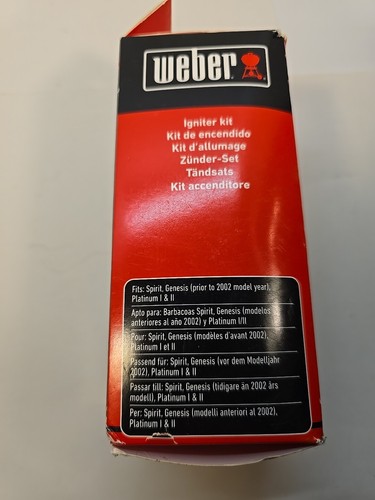 weber
Igniter kit
Kit de encendido
Kit d'allumage
Zünder-Set
Tändsats
Kit accenditore
Fits: Spirit, Genesis (prior to 2002 model year),
Platinum I & II
Apto para: Barbacoas Spirit, Genesis (modelos
anteriores al año 2002) y Platinum I/II
Pour: Spirit, Genesis (modèles d'avant 2002),
Platinum I et II
Passend für: Spirit, Genesis (vor dem Modelljahr
2002), Platinum I & II
Passar till: Spirit, Genesis (tidigare än 2002 års
modell), Platinum I & II
Per: Spirit, Genesis (modelli anteriori al 2002),
Platinum I & II